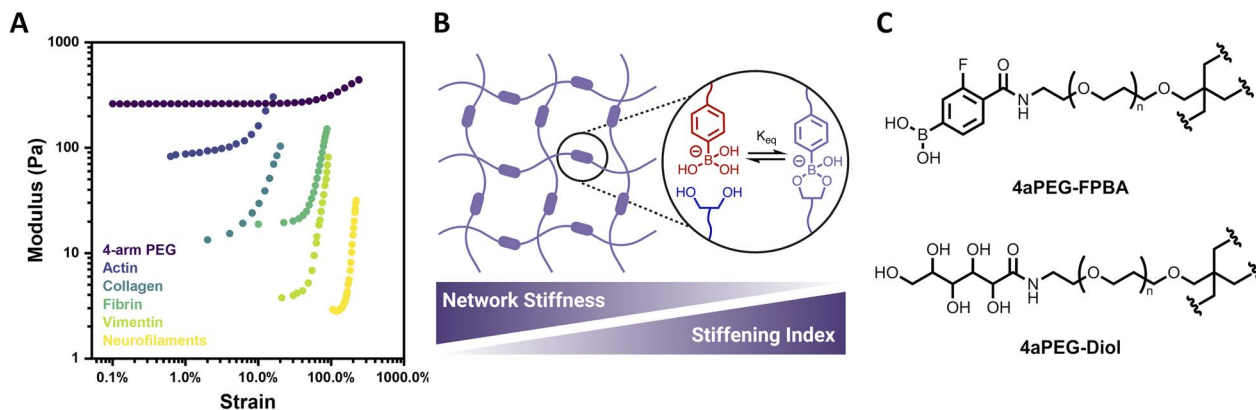 A
1000
100
10
1
Modulus (Pa)
4-arm PEG
Actin
Collagen
Fibrin
Vimentin
Neurofilaments
0.1%
1.0%
10.0%
100.0%
1000.0%
Strain
B
HO
B
⊖
OH
OH
HO
OH
Keq
⊖
B
OH
O
O
Network Stiffness
Stiffening Index
C
F
O
N
H
O
n
O
HO
B
OH
4aPEG-FPBA
OH
OH
O
HO
N
H
O
n
O
OH
OH
4aPEG-Diol